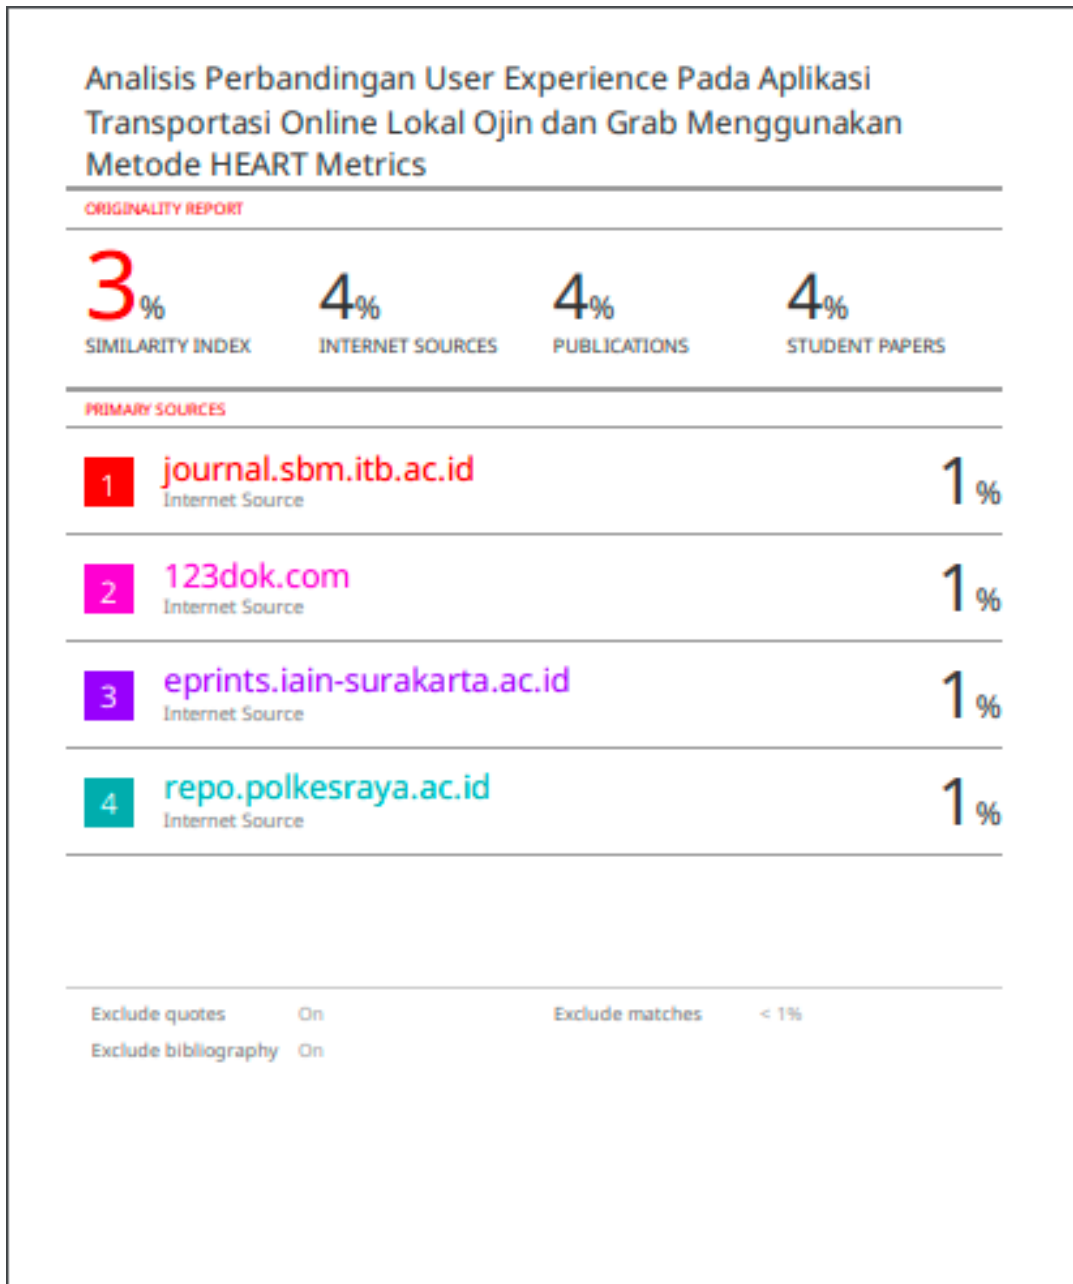 Analisis Perbandingan User Experience Pada Aplikasi
Transportasi Online Lokal Ojin dan Grab Menggunakan
Metode HEART Metrics
ORIGINALITY REPORT
3% 4% 4% 4%
SIMILARITY INDEX INTERNET SOURCES PUBLICATIONS STUDENT PAPERS
PRIMARY SOURCES
1 journal.sbm.itb.ac.id 1%
Internet Source
2 123dok.com 1%
Internet Source
3 eprints.iain-surakarta.ac.id 1%
Internet Source
4 repo.polkesraya.ac.id 1%
Internet Source
Exclude quotes On Exclude matches < 1%
Exclude bibliography On